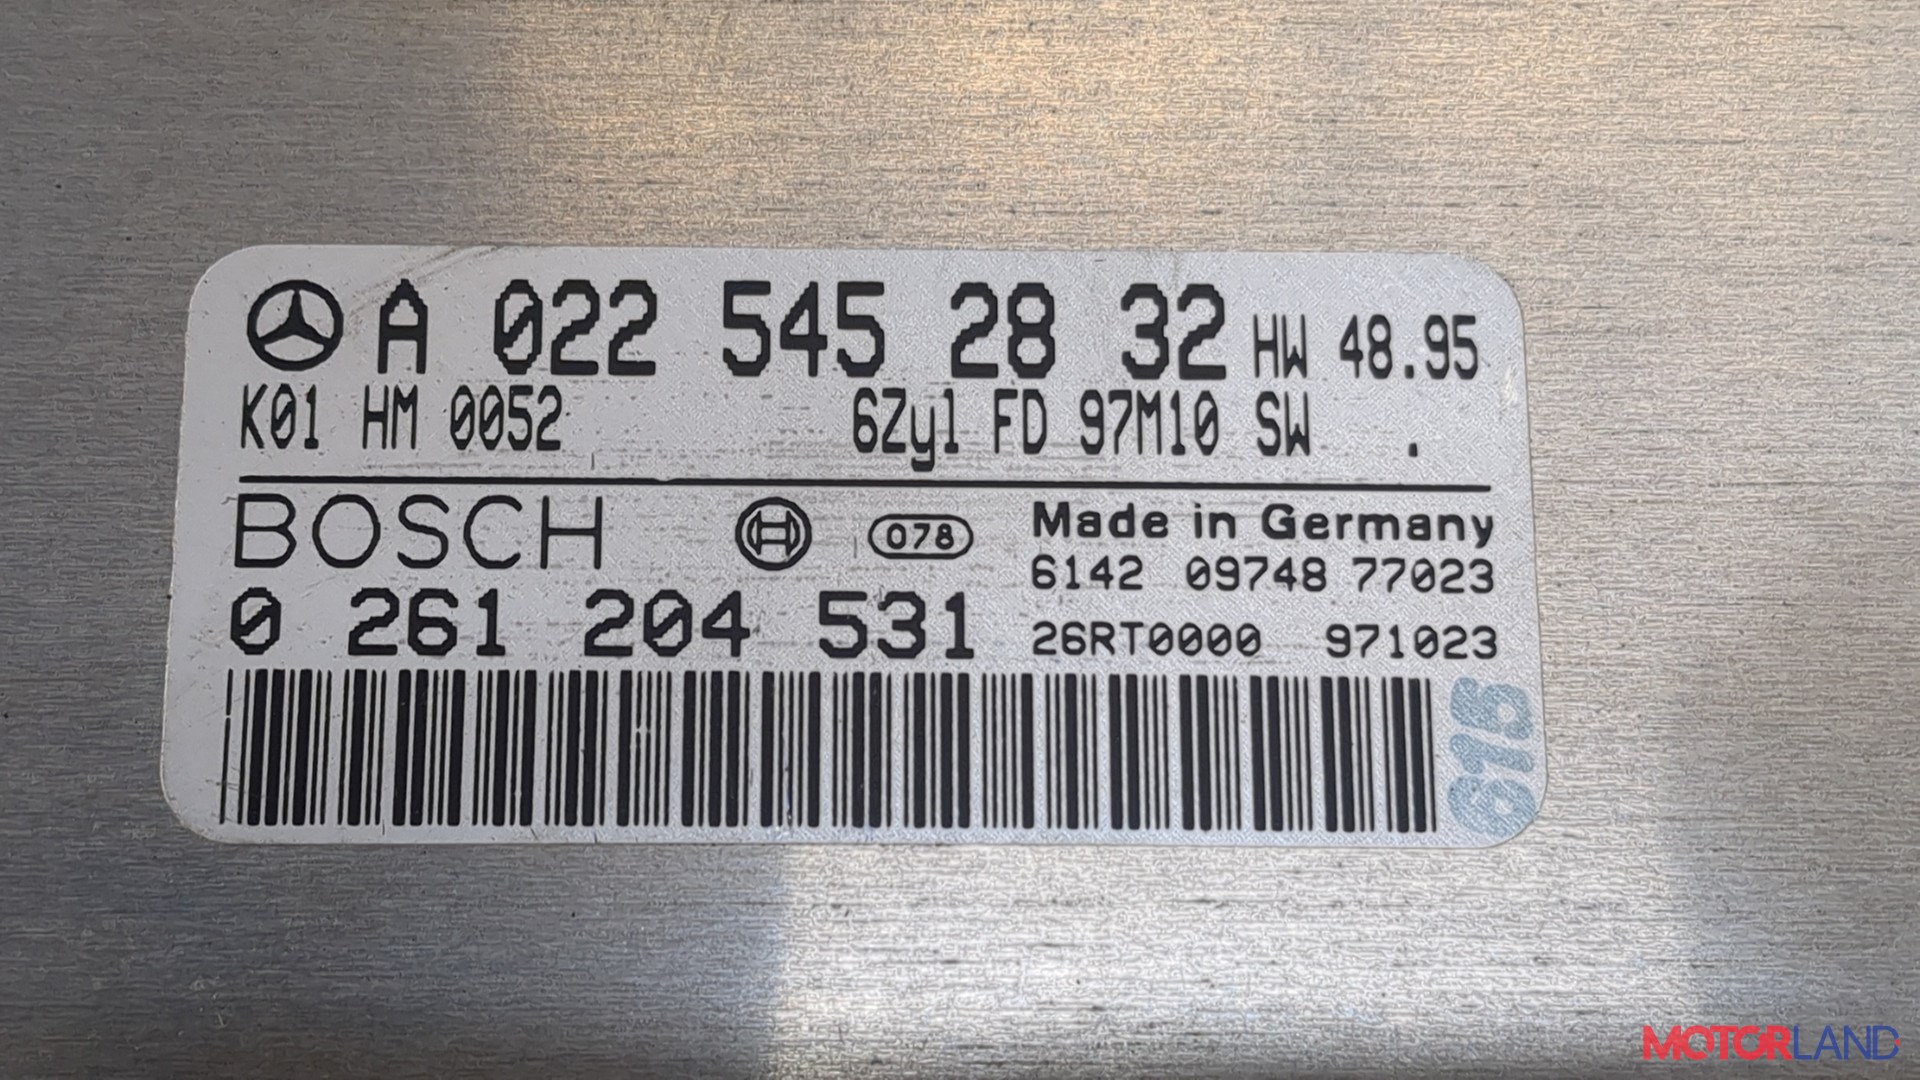 A 022 545 28 32 HW 48.95
K01 HM 0052 6Zyl FD 97M10 SW .
BOSCH 078 Made in Germany
6142 09748 77023
0 261 204 531 26RT0000 971023
615
MOTORLAND